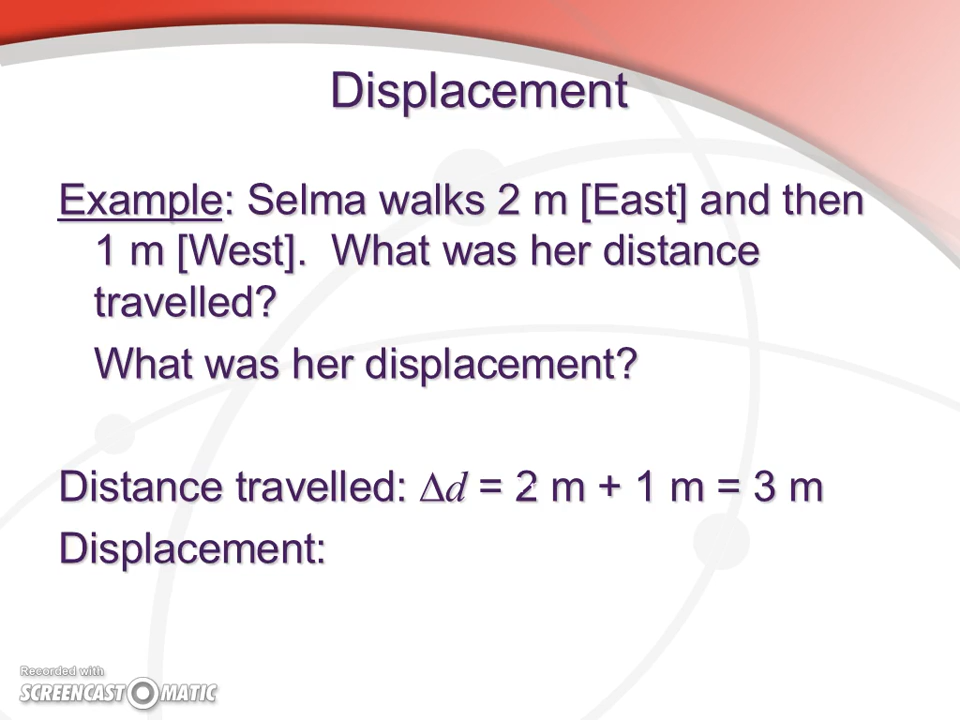 Displacement
Example: Selma walks 2 m [East] and then
1 m [West].  What was her distance
travelled?
What was her displacement?
Distance travelled: Δd = 2 m + 1 m = 3 m
Displacement:
Recorded with
SCREENCAST-O-MATIC